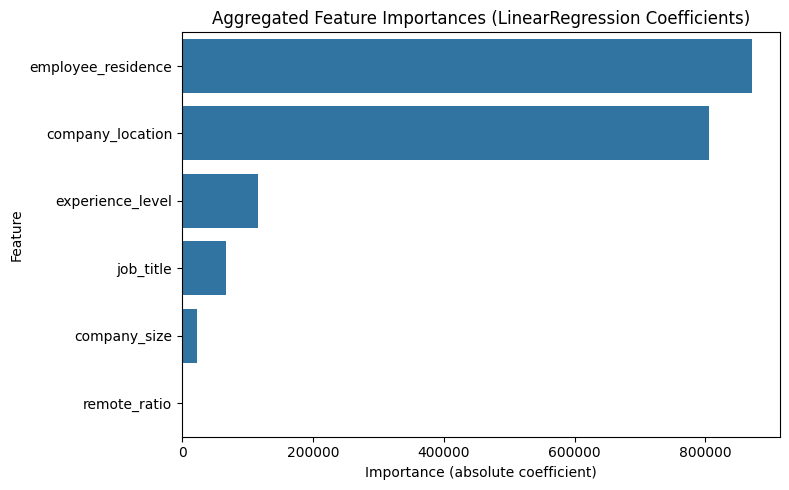 Aggregated Feature Importances (LinearRegression Coefficients)
employee_residence
company_location
experience_level
job_title
company_size
remote_ratio
Feature
0 200000 400000 600000 800000
Importance (absolute coefficient)